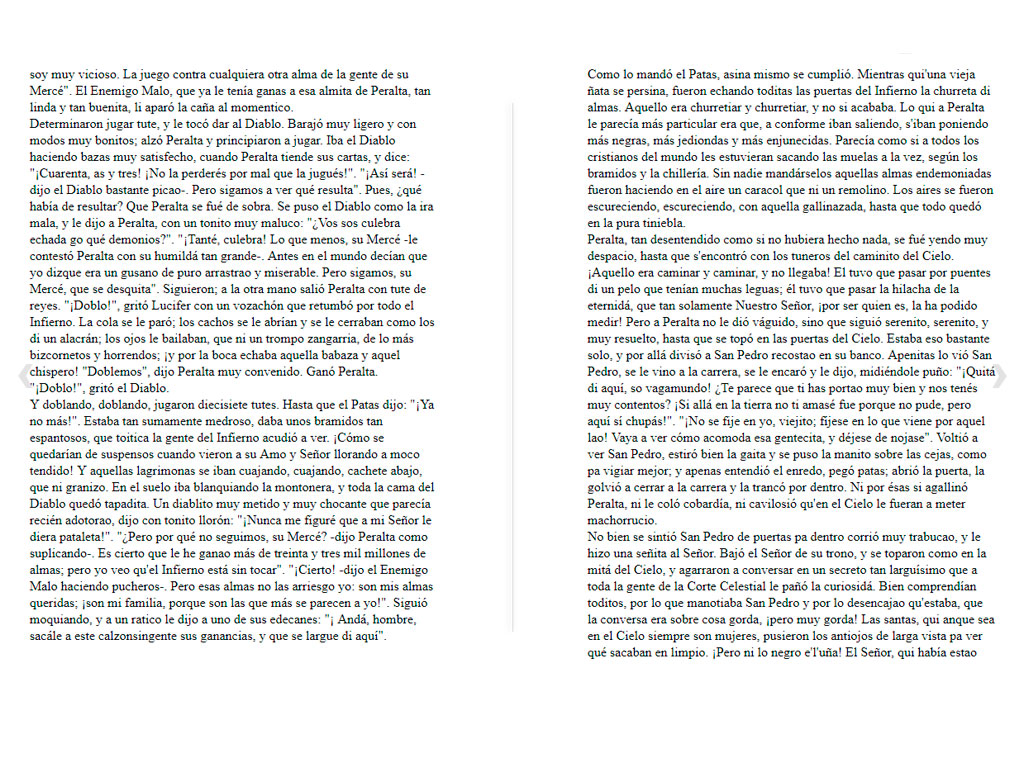 soy muy vicioso. La juego contra cualquiera otra alma de la gente de su
Mercé". El Enemigo Malo, que ya le tenía ganas a esa almita de Peralta, tan
linda y tan buenita, li aparó la caña al momentico.
Determinaron jugar tute, y le tocó dar al Diablo. Barajó muy ligero y con
modos muy bonitos; alzó Peralta y principiaron a jugar. Iba el Diablo
haciendo bazas muy satisfecho, cuando Peralta tiende sus cartas, y dice:
"¡Cuarenta, as y tres! ¡No la perderés por mal que la jugués!". "¡Así será! -
dijo el Diablo bastante picao-. Pero sigamos a ver qué resulta". Pues, ¿qué
había de resultar? Que Peralta se fué de sobra. Se puso el Diablo como la ira
mala, y le dijo a Peralta, con un tonito muy maluco: "¿Vos sos culebra
echada go qué demonios?". "¡Tanté, culebra! Lo que menos, su Mercé -le
contestó Peralta con su humildá tan grande-. Antes en el mundo decían que
yo dizque era un gusano de puro arrastrao y miserable. Pero sigamos, su
Mercé, que se desquita". Siguieron; a la otra mano salió Peralta con tute de
reyes. "¡Doblo!", gritó Lucifer con un vozachón que retumbó por todo el
Infierno. La cola se le paró; los cachos se le abrían y se le cerraban como los
di un alacrán; los ojos le bailaban, que ni un trompo zangarria, de lo más
bizcornetos y horrendos; ¡y por la boca echaba aquella babaza y aquel
chispero! "Doblemos", dijo Peralta muy convenido. Ganó Peralta.
"¡Doblo!", gritó el Diablo.
Y doblando, doblando, jugaron diecisiete tutes. Hasta que el Patas dijo: "¡Ya
no más!". Estaba tan sumamente medroso, daba unos bramidos tan
espantosos, que toitica la gente del Infierno acudió a ver. ¡Cómo se
quedarían de suspensos cuando vieron a su Amo y Señor llorando a moco
tendido! Y aquellas lagrimonas se iban cuajando, cuajando, cachete abajo,
que ni granizo. En el suelo iba blanquiando la montonera, y toda la cama del
Diablo quedó tapadita. Un diablito muy metido y muy chocante que parecía
recién adotorao, dijo con tonito llorón: "¡Nunca me figuré que a mi Señor le
diera pataleta!". "¿Pero por qué no seguimos, su Mercé? -dijo Peralta como
suplicando-. Es cierto que le he ganao más de treinta y tres mil millones de
almas; pero yo veo qu'el Infierno está sin tocar". "¡Cierto! -dijo el Enemigo
Malo haciendo pucheros-. Pero esas almas no las arriesgo yo: son mis almas
queridas; ¡son mi familia, porque son las que más se parecen a yo!". Siguió
moquiando, y a un ratico le dijo a uno de sus edecanes: "¡ Andá, hombre,
sacále a este calzonsingente sus ganancias, y que se largue di aquí".
Como lo mandó el Patas, asina mismo se cumplió. Mientras qui'una vieja
ñata se persina, fueron echando toditas las puertas del Infierno la churreta di
almas. Aquello era churretiar y churretiar, y no si acababa. Lo qui a Peralta
le parecía más particular era que, a conforme iban saliendo, s'iban poniendo
más negras, más jediondas y más enjunecidas. Parecía como si a todos los
cristianos del mundo les estuvieran sacando las muelas a la vez, según los
bramidos y la chillería. Sin nadie mandárselos aquellas almas endemoniadas
fueron haciendo en el aire un caracol que ni un remolino. Los aires se fueron
escureciendo, escureciendo, con aquella gallinazada, hasta que todo quedó
en la pura tiniebla.
Peralta, tan desentendido como si no hubiera hecho nada, se fué yendo muy
despacio, hasta que s'encontró con los tuneros del caminito del Cielo.
¡Aquello era caminar y caminar, y no llegaba! El tuvo que pasar por puentes
di un pelo que tenían muchas leguas; él tuvo que pasar la hilacha de la
eternidá, que tan solamente Nuestro Señor, ¡por ser quien es, la ha podido
medir! Pero a Peralta no le dió váguido, sino que siguió serenito, serenito, y
muy resuelto, hasta que se topó en las puertas del Cielo. Estaba eso bastante
solo, y por allá divisó a San Pedro recostao en su banco. Apenitas lo vió San
Pedro, se le vino a la carrera, se le encaró y le dijo, midiéndole puño: "¡Quitá
di aquí, so vagamundo! ¿Te parece que ti has portao muy bien y nos tenés
muy contentos? ¡Si allá en la tierra no ti amasé fue porque no pude, pero
aquí sí chupás!". "¡No se fije en yo, viejito; fíjese en lo que viene por aquel
lao! Vaya a ver cómo acomoda esa gentecita, y déjese de nojase". Voltió a
ver San Pedro, estiró bien la gaita y se puso la manito sobre las cejas, como
pa vigiar mejor; y apenas entendió el enredo, pegó patas; abrió la puerta, la
golvió a cerrar a la carrera y la trancó por dentro. Ni por ésas si agallinó
Peralta, ni le coló cobardía, ni cavilosió qu'en el Cielo le fueran a meter
machorrucio.
No bien se sintió San Pedro de puertas pa dentro corrió muy trabucao, y le
hizo una señita al Señor. Bajó el Señor de su trono, y se toparon como en la
mitá del Cielo, y agarraron a conversar en un secreto tan larguísimo que a
toda la gente de la Corte Celestial le pañó la curiosidá. Bien comprendían
toditos, por lo que manotiaba San Pedro y por lo desencajao qu'estaba, que
la conversa era sobre cosa gorda, ¡pero muy gorda! Las santas, qui anque sea
en el Cielo siempre son mujeres, pusieron los antiojos de larga vista pa ver
qué sacaban en limpio. ¡Pero ni lo negro e'l'uña! El Señor, qui había estao